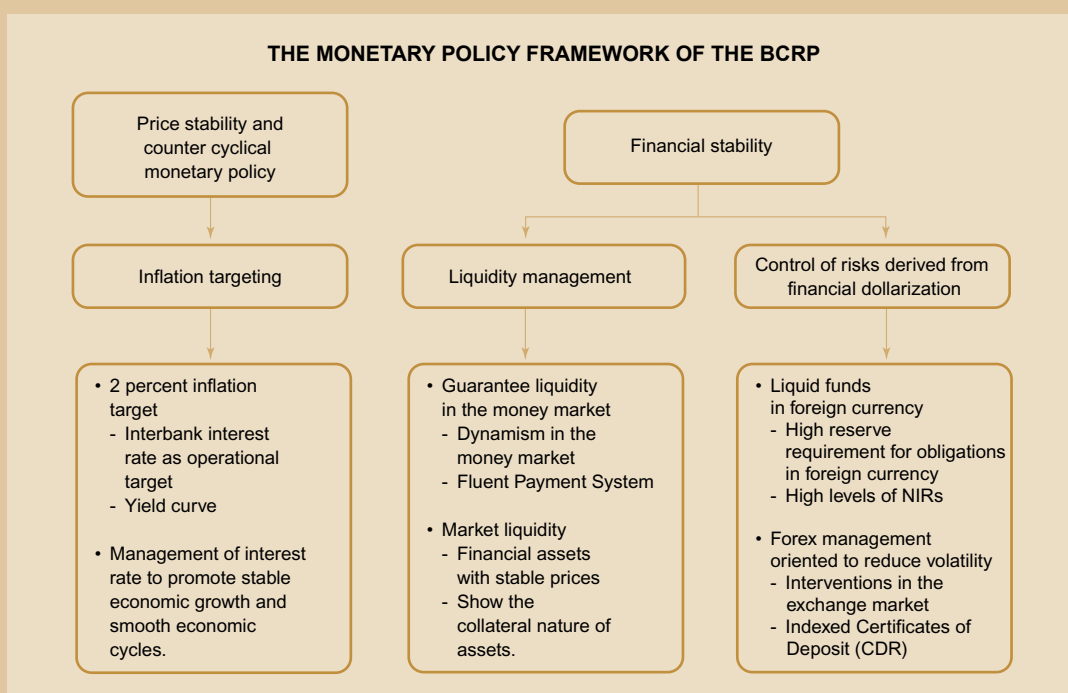 THE MONETARY POLICY FRAMEWORK OF THE BCRP
Price stability and
counter cyclical
monetary policy
Financial stability
Inflation targeting
Liquidity management
Control of risks derived from
financial dollarization
• 2 percent inflation
target
- Interbank interest
rate as operational
target
- Yield curve
• Management of interest
rate to promote stable
economic growth and
smooth economic
cycles.
• Guarantee liquidity
in the money market
- Dynamism in the
money market
- Fluent Payment System
• Market liquidity
- Financial assets
with stable prices
- Show the
collateral nature of
assets.
• Liquid funds
in foreign currency
- High reserve
requirement for obligations
in foreign currency
- High levels of NIRs
• Forex management
oriented to reduce volatility
- Interventions in the
exchange market
- Indexed Certificates of
Deposit (CDR)